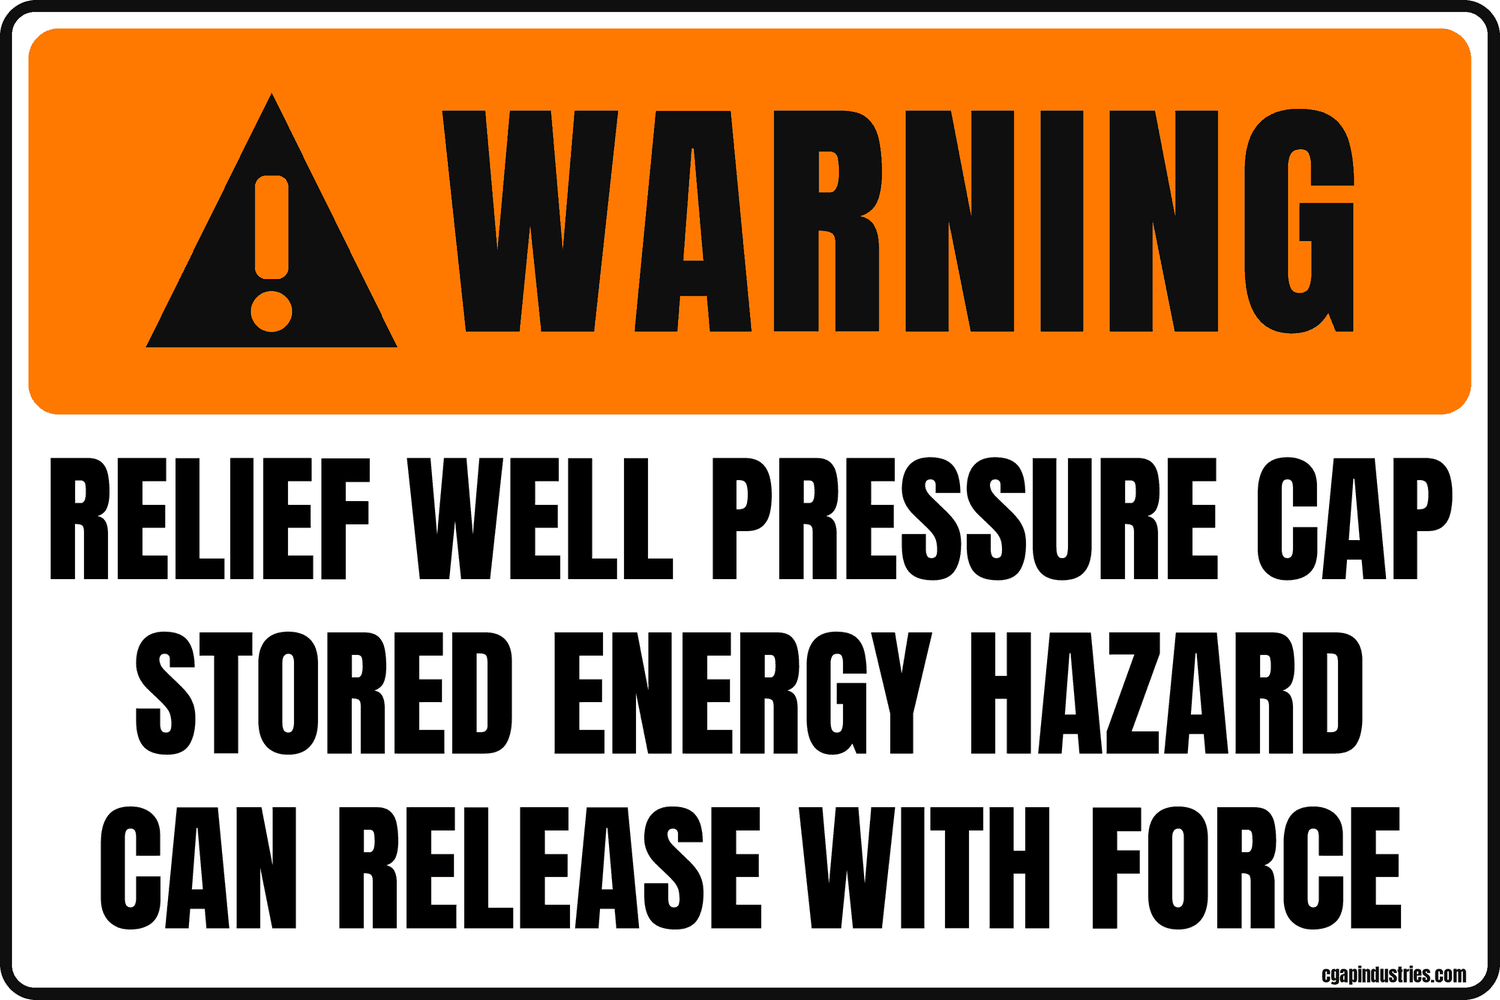 WARNING
RELIEF WELL PRESSURE CAP
STORED ENERGY HAZARD
CAN RELEASE WITH FORCE
cgapindustries.com